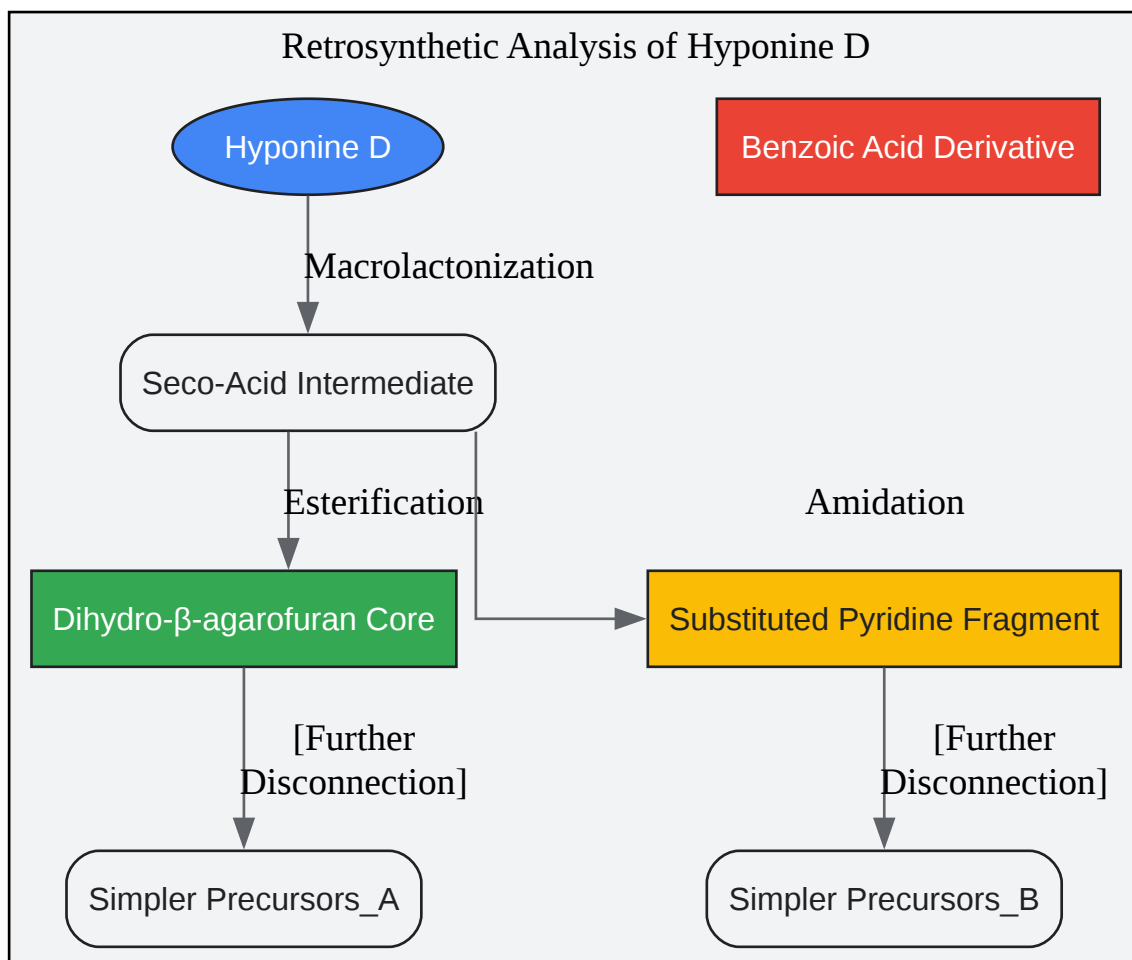 Retrosynthetic Analysis of Hyponine D
Hyponine D
Benzoic Acid Derivative
Macrolactonization
Seco-Acid Intermediate
Esterification
Amidation
Dihydro-β-agarofuran Core
Substituted Pyridine Fragment
[Further
Disconnection]
[Further
Disconnection]
Simpler Precursors_A
Simpler Precursors_B